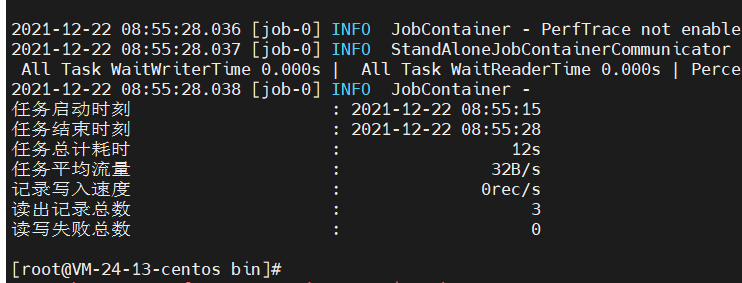 2021-12-22 08:55:28.036 [job-0] INFO  JobContainer - PerfTrace not enable
2021-12-22 08:55:28.037 [job-0] INFO  StandAloneJobContainerCommunicator
 All Task WaitWriterTime 0.000s |  All Task WaitReaderTime 0.000s | Perce
2021-12-22 08:55:28.038 [job-0] INFO  JobContainer -
任务启动时刻                    : 2021-12-22 08:55:15
任务结束时刻                    : 2021-12-22 08:55:28
任务总计耗时                    :                 12s
任务平均流量                    :               32B/s
记录写入速度                    :              0rec/s
读出记录总数                    :                   3
读写失败总数                    :                   0
[root@VM-24-13-centos bin]#